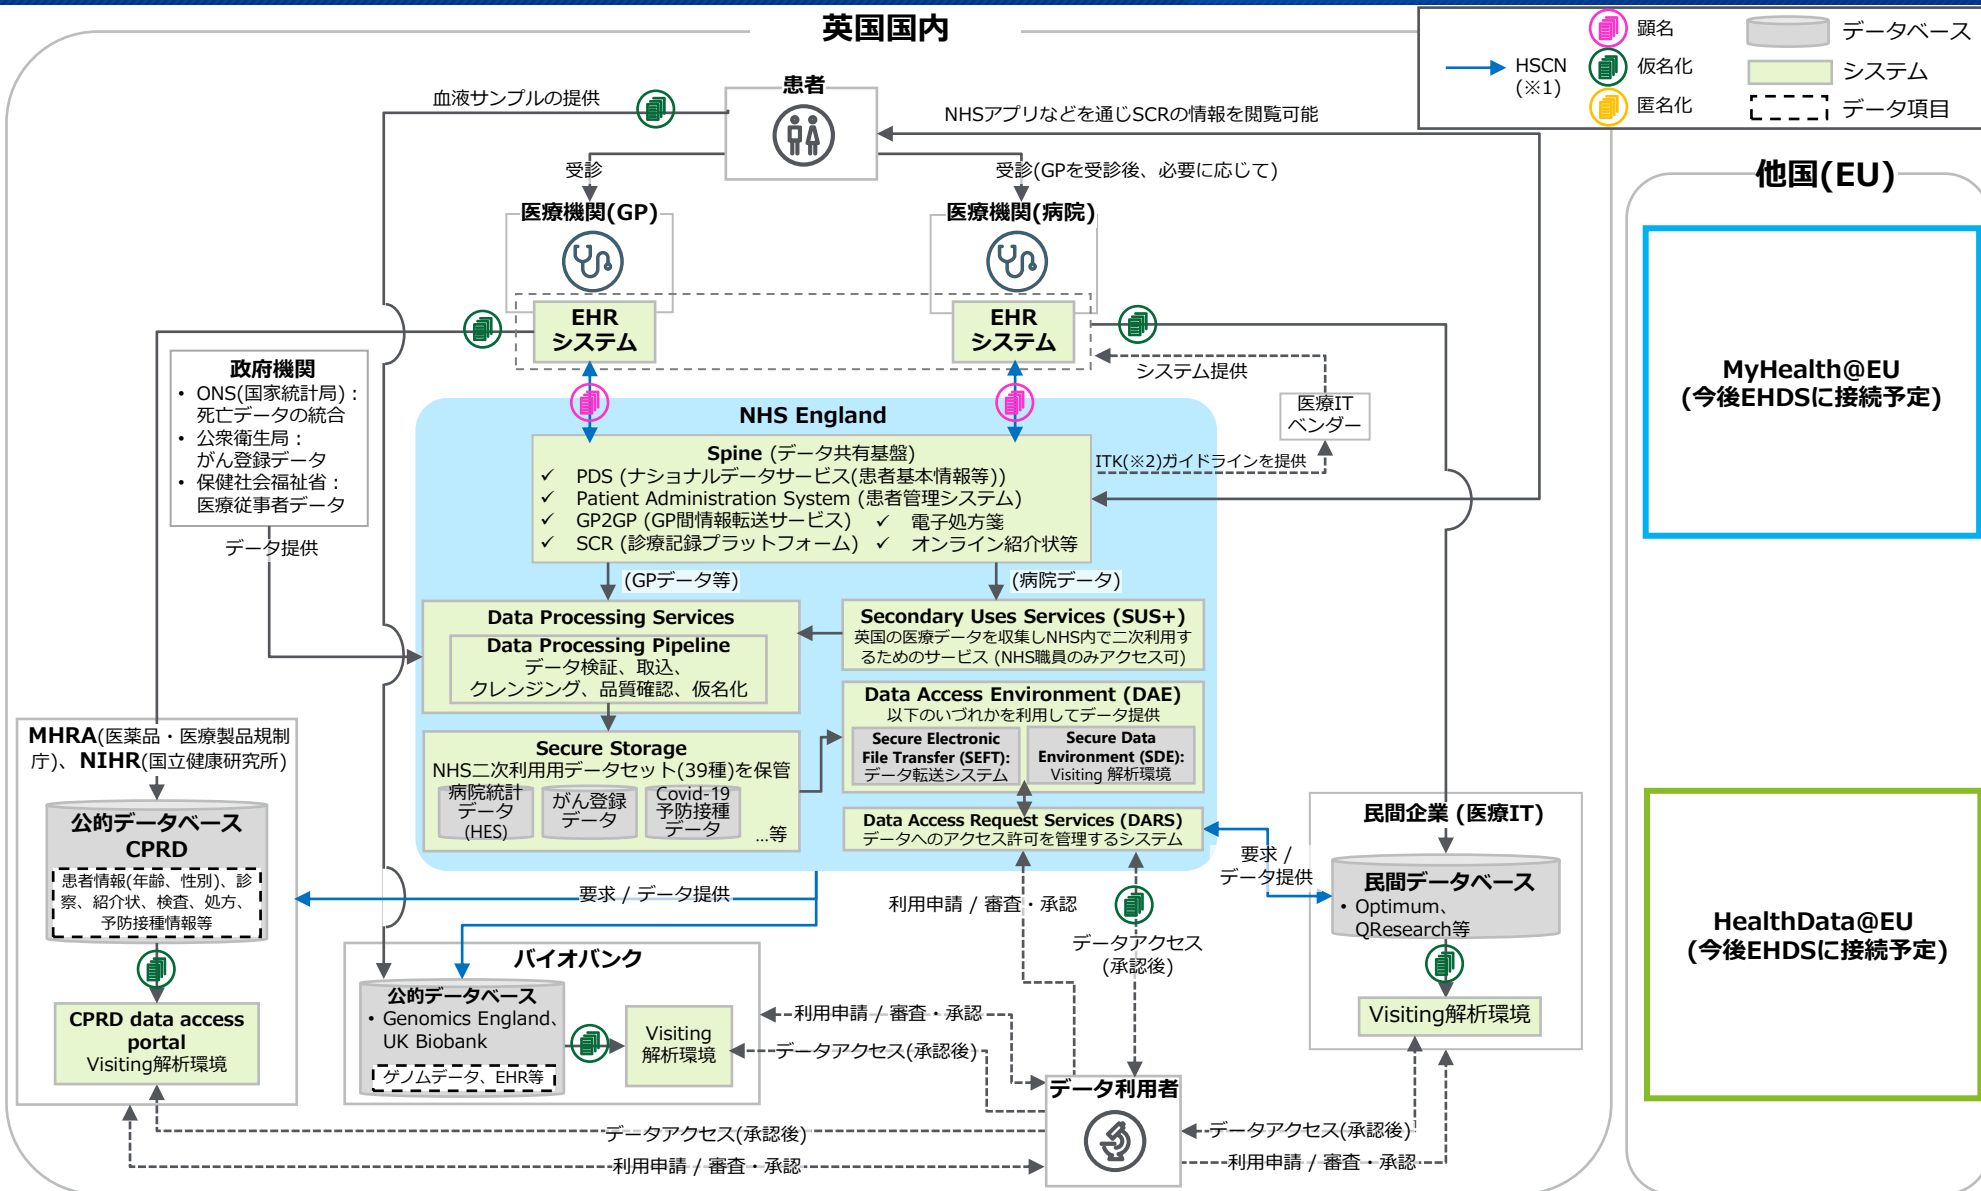 英国国内
HSCN
(※1)
顕名
仮名化
匿名化
データベース
システム
データ項目
患者
血液サンプルの提供
NHSアプリなどを通じSCRの情報を閲覧可能
受診
受診(GPを受診後、必要に応じて)
医療機関(GP)
医療機関(病院)
EHR
システム
EHR
システム
システム提供
医療IT
ベンダー
ITK(※2)ガイドラインを提供
政府機関
• ONS(国家統計局)：
死亡データの統合
• 公衆衛生局：
がん登録データ
• 保健社会福祉省：
医療従事者データ
データ提供
NHS England
Spine (データ共有基盤)
✓ PDS (ナショナルデータサービス(患者基本情報等))
✓ Patient Administration System (患者管理システム)
✓ GP2GP (GP間情報転送サービス) ✓ 電子処方箋
✓ SCR (診療記録プラットフォーム) ✓ オンライン紹介状等
(GPデータ等)
(病院データ)
Data Processing Services
Data Processing Pipeline
データ検証、取込、
クレンジング、品質確認、仮名化
Secondary Uses Services (SUS+)
英国の医療データを収集しNHS内で二次利用す
るためのサービス (NHS職員のみアクセス可)
Data Access Environment (DAE)
以下のいづれかを利用してデータ提供
Secure Electronic
File Transfer (SEFT):
データ転送システム
Secure Data
Environment (SDE):
Visiting 解析環境
Secure Storage
NHS二次利用用データセット(39種)を保管
病院統計
データ
(HES)
がん登録
データ
Covid-19
予防接種
データ
...等
Data Access Request Services (DARS)
データへのアクセス許可を管理するシステム
MHRA(医薬品・医療製品規制
庁)、NIHR(国立健康研究所)
公的データベース
CPRD
患者情報(年齢、性別)、診
察、紹介状、検査、処方、
予防接種情報等
CPRD data access
portal
Visiting解析環境
要求 / データ提供
バイオバンク
公的データベース
• Genomics England、
UK Biobank
ゲノムデータ、EHR等
Visiting
解析環境
利用申請 / 審査・承認
データアクセス
(承認後)
利用申請 / 審査・承認
データアクセス(承認後)
データ利用者
データアクセス(承認後)
利用申請 / 審査・承認
要求 /
データ提供
民間企業 (医療IT)
民間データベース
• Optimum、
QResearch等
Visiting解析環境
データアクセス(承認後)
利用申請 / 審査・承認
他国(EU)
MyHealth@EU
(今後EHDSに接続予定)
HealthData@EU
(今後EHDSに接続予定)